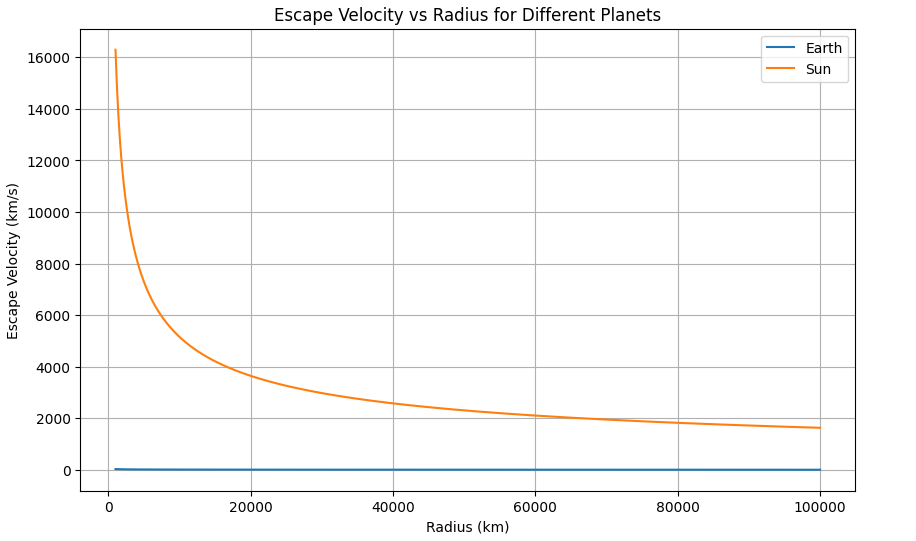 Escape Velocity vs Radius for Different Planets
Earth
Sun
Escape Velocity (km/s)
16000
14000
12000
10000
8000
6000
4000
2000
0
0 20000 40000 60000 80000 100000
Radius (km)